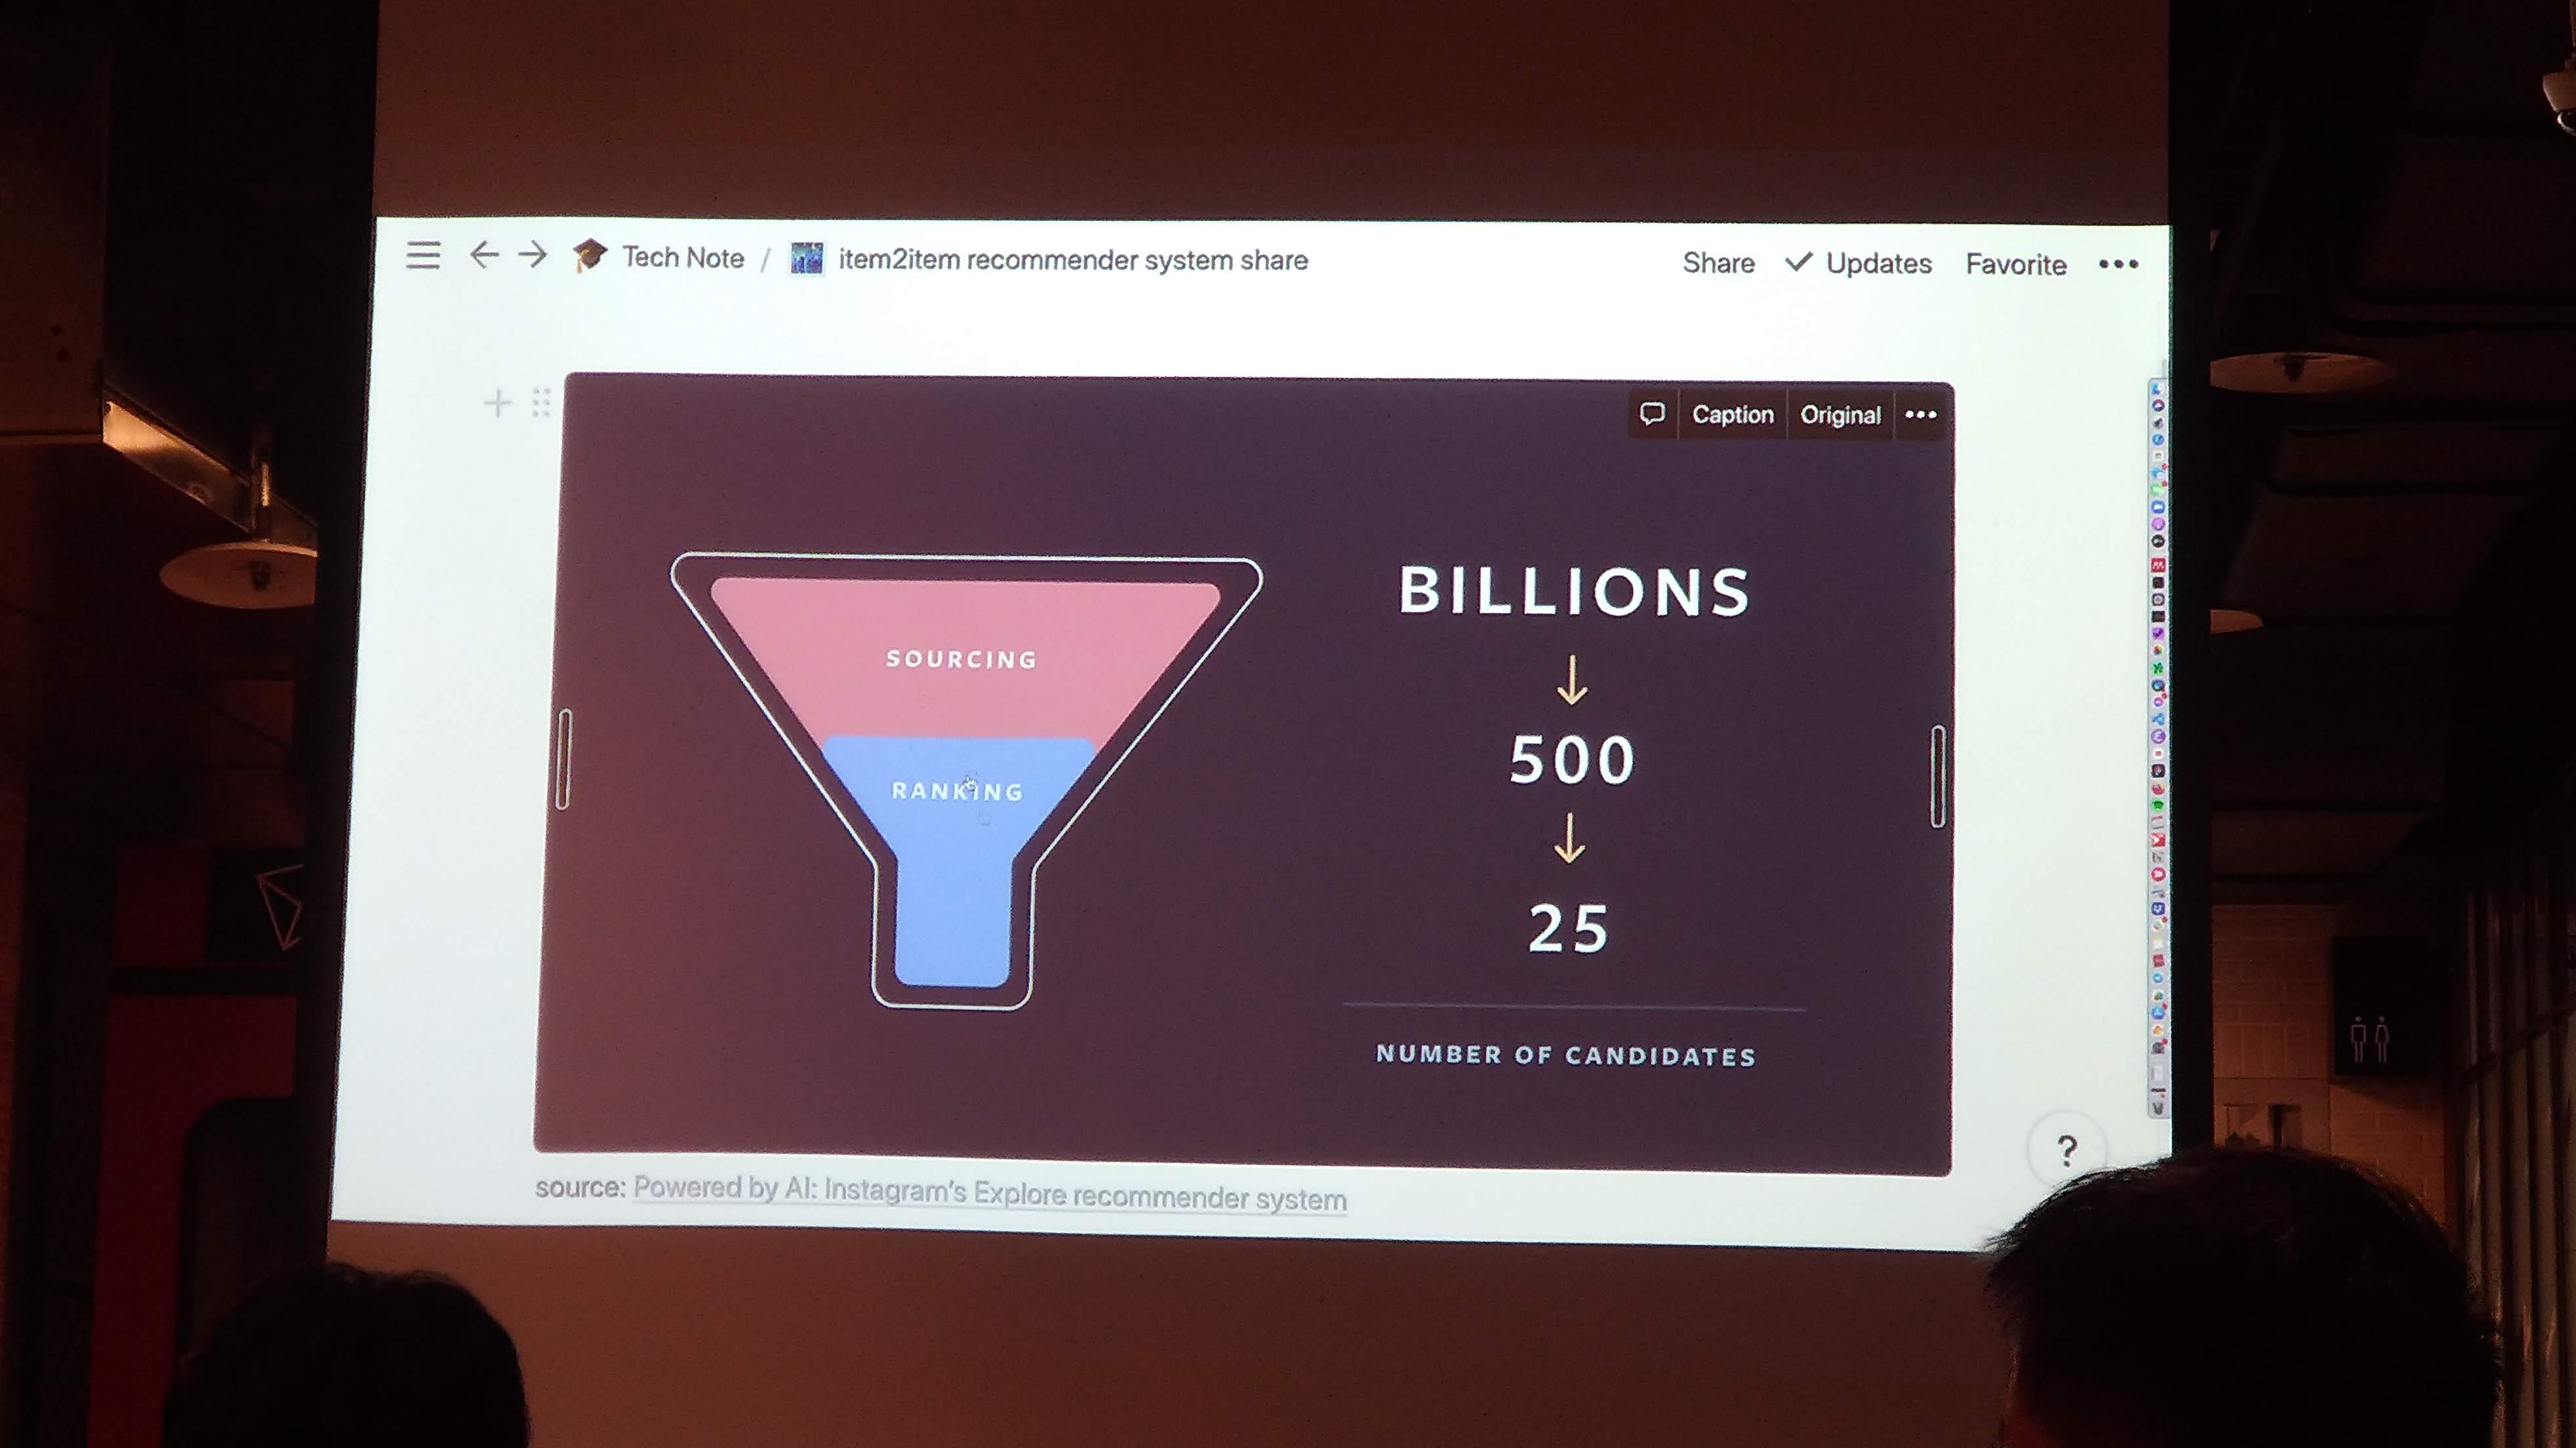 Tech Note / item2item recommender system share
Share Updates Favorite
Caption Original
SOURCING
RANKING
BILLIONS
500
25
NUMBER OF CANDIDATES
?
source: Powered by AI: Instagram's Explore recommender system